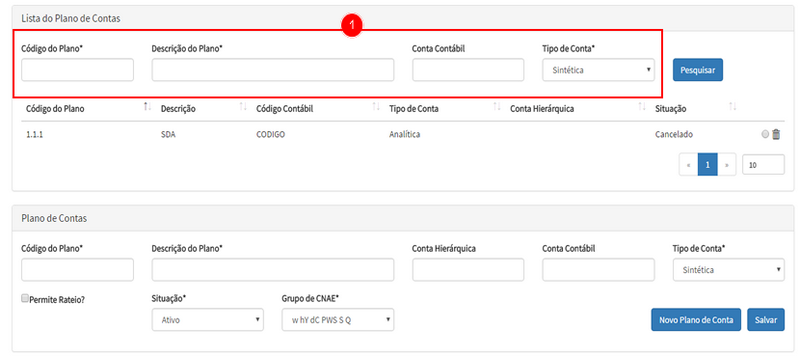 Lista do Plano de Contas
1
Código do Plano* Descrição do Plano* Conta Contábil Tipo de Conta*
Sintética Pesquisar
Código do Plano Descrição Código Contábil Tipo de Conta Conta Hierárquica Situação
1.1.1 SDA CODIGO Analítica Cancelado
« 1 » 10
Plano de Contas
Código do Plano* Descrição do Plano* Conta Hierárquica Conta Contábil Tipo de Conta*
Sintética
Permite Rateio? Situação* Grupo de CNAE*
Ativo w hY dC PWS S Q Novo Plano de Conta Salvar